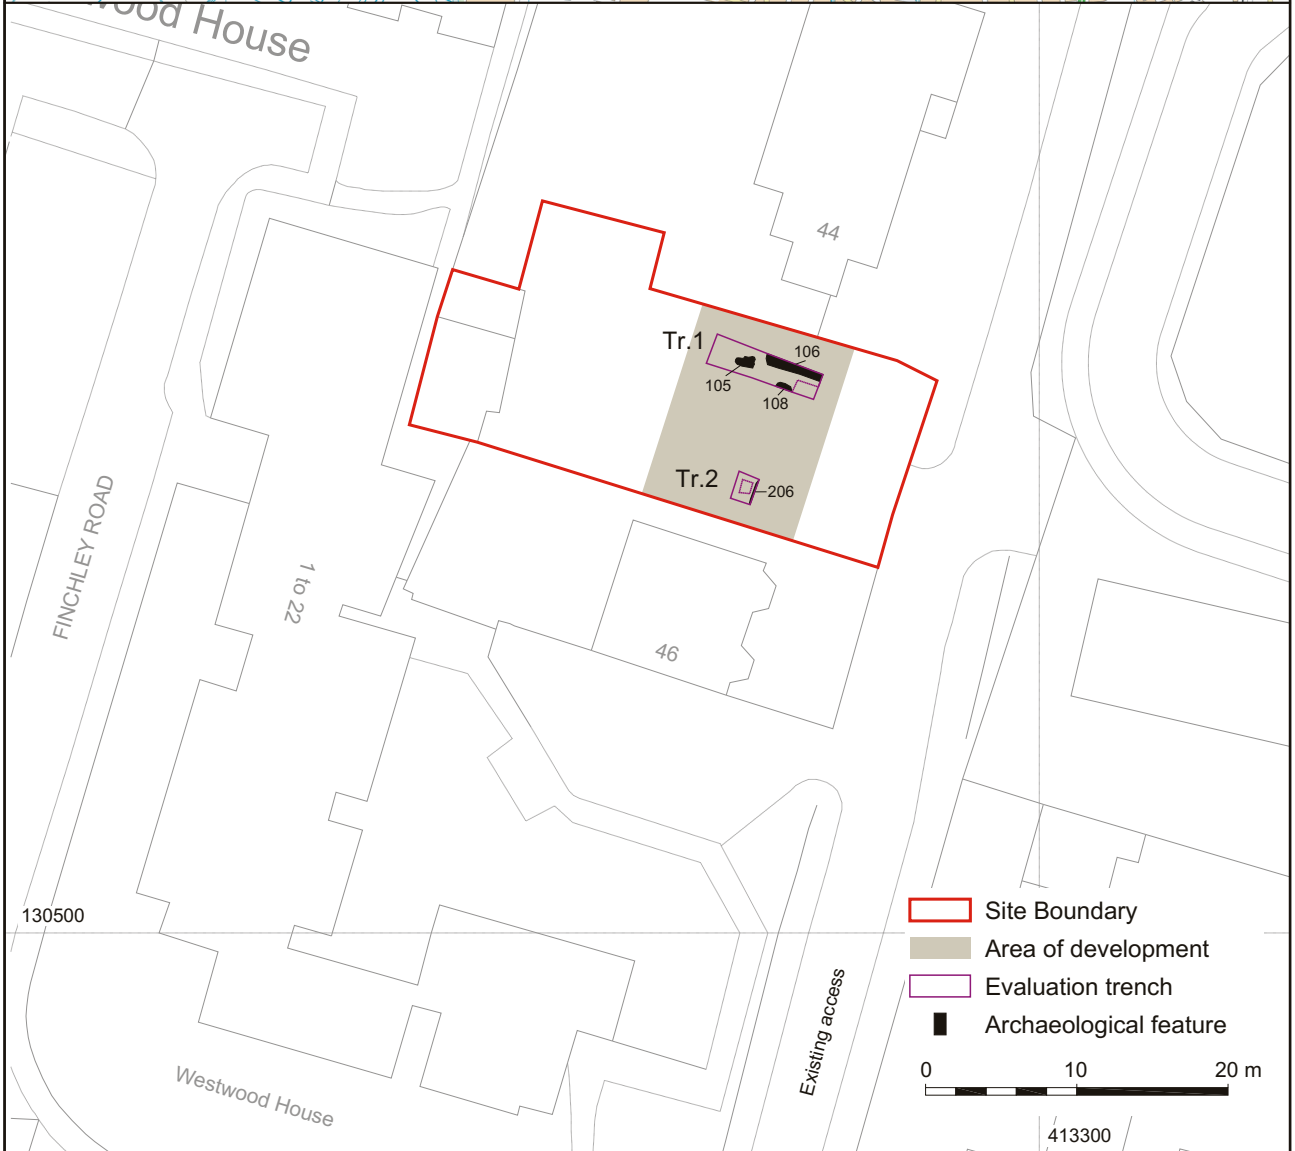 wood House
44
Tr.1
106
105
108
Tr.2
206
FINCHLEY ROAD
1 to 22
46
130500
Site Boundary
Area of development
Evaluation trench
Archaeological feature
0 10 20 m
Existing access
Westwood House
413300